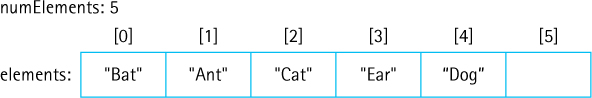 numElements: 5
[0] [1] [2] [3] [4] [5]
elements: "Bat" "Ant" "Cat" "Ear" “Dog”